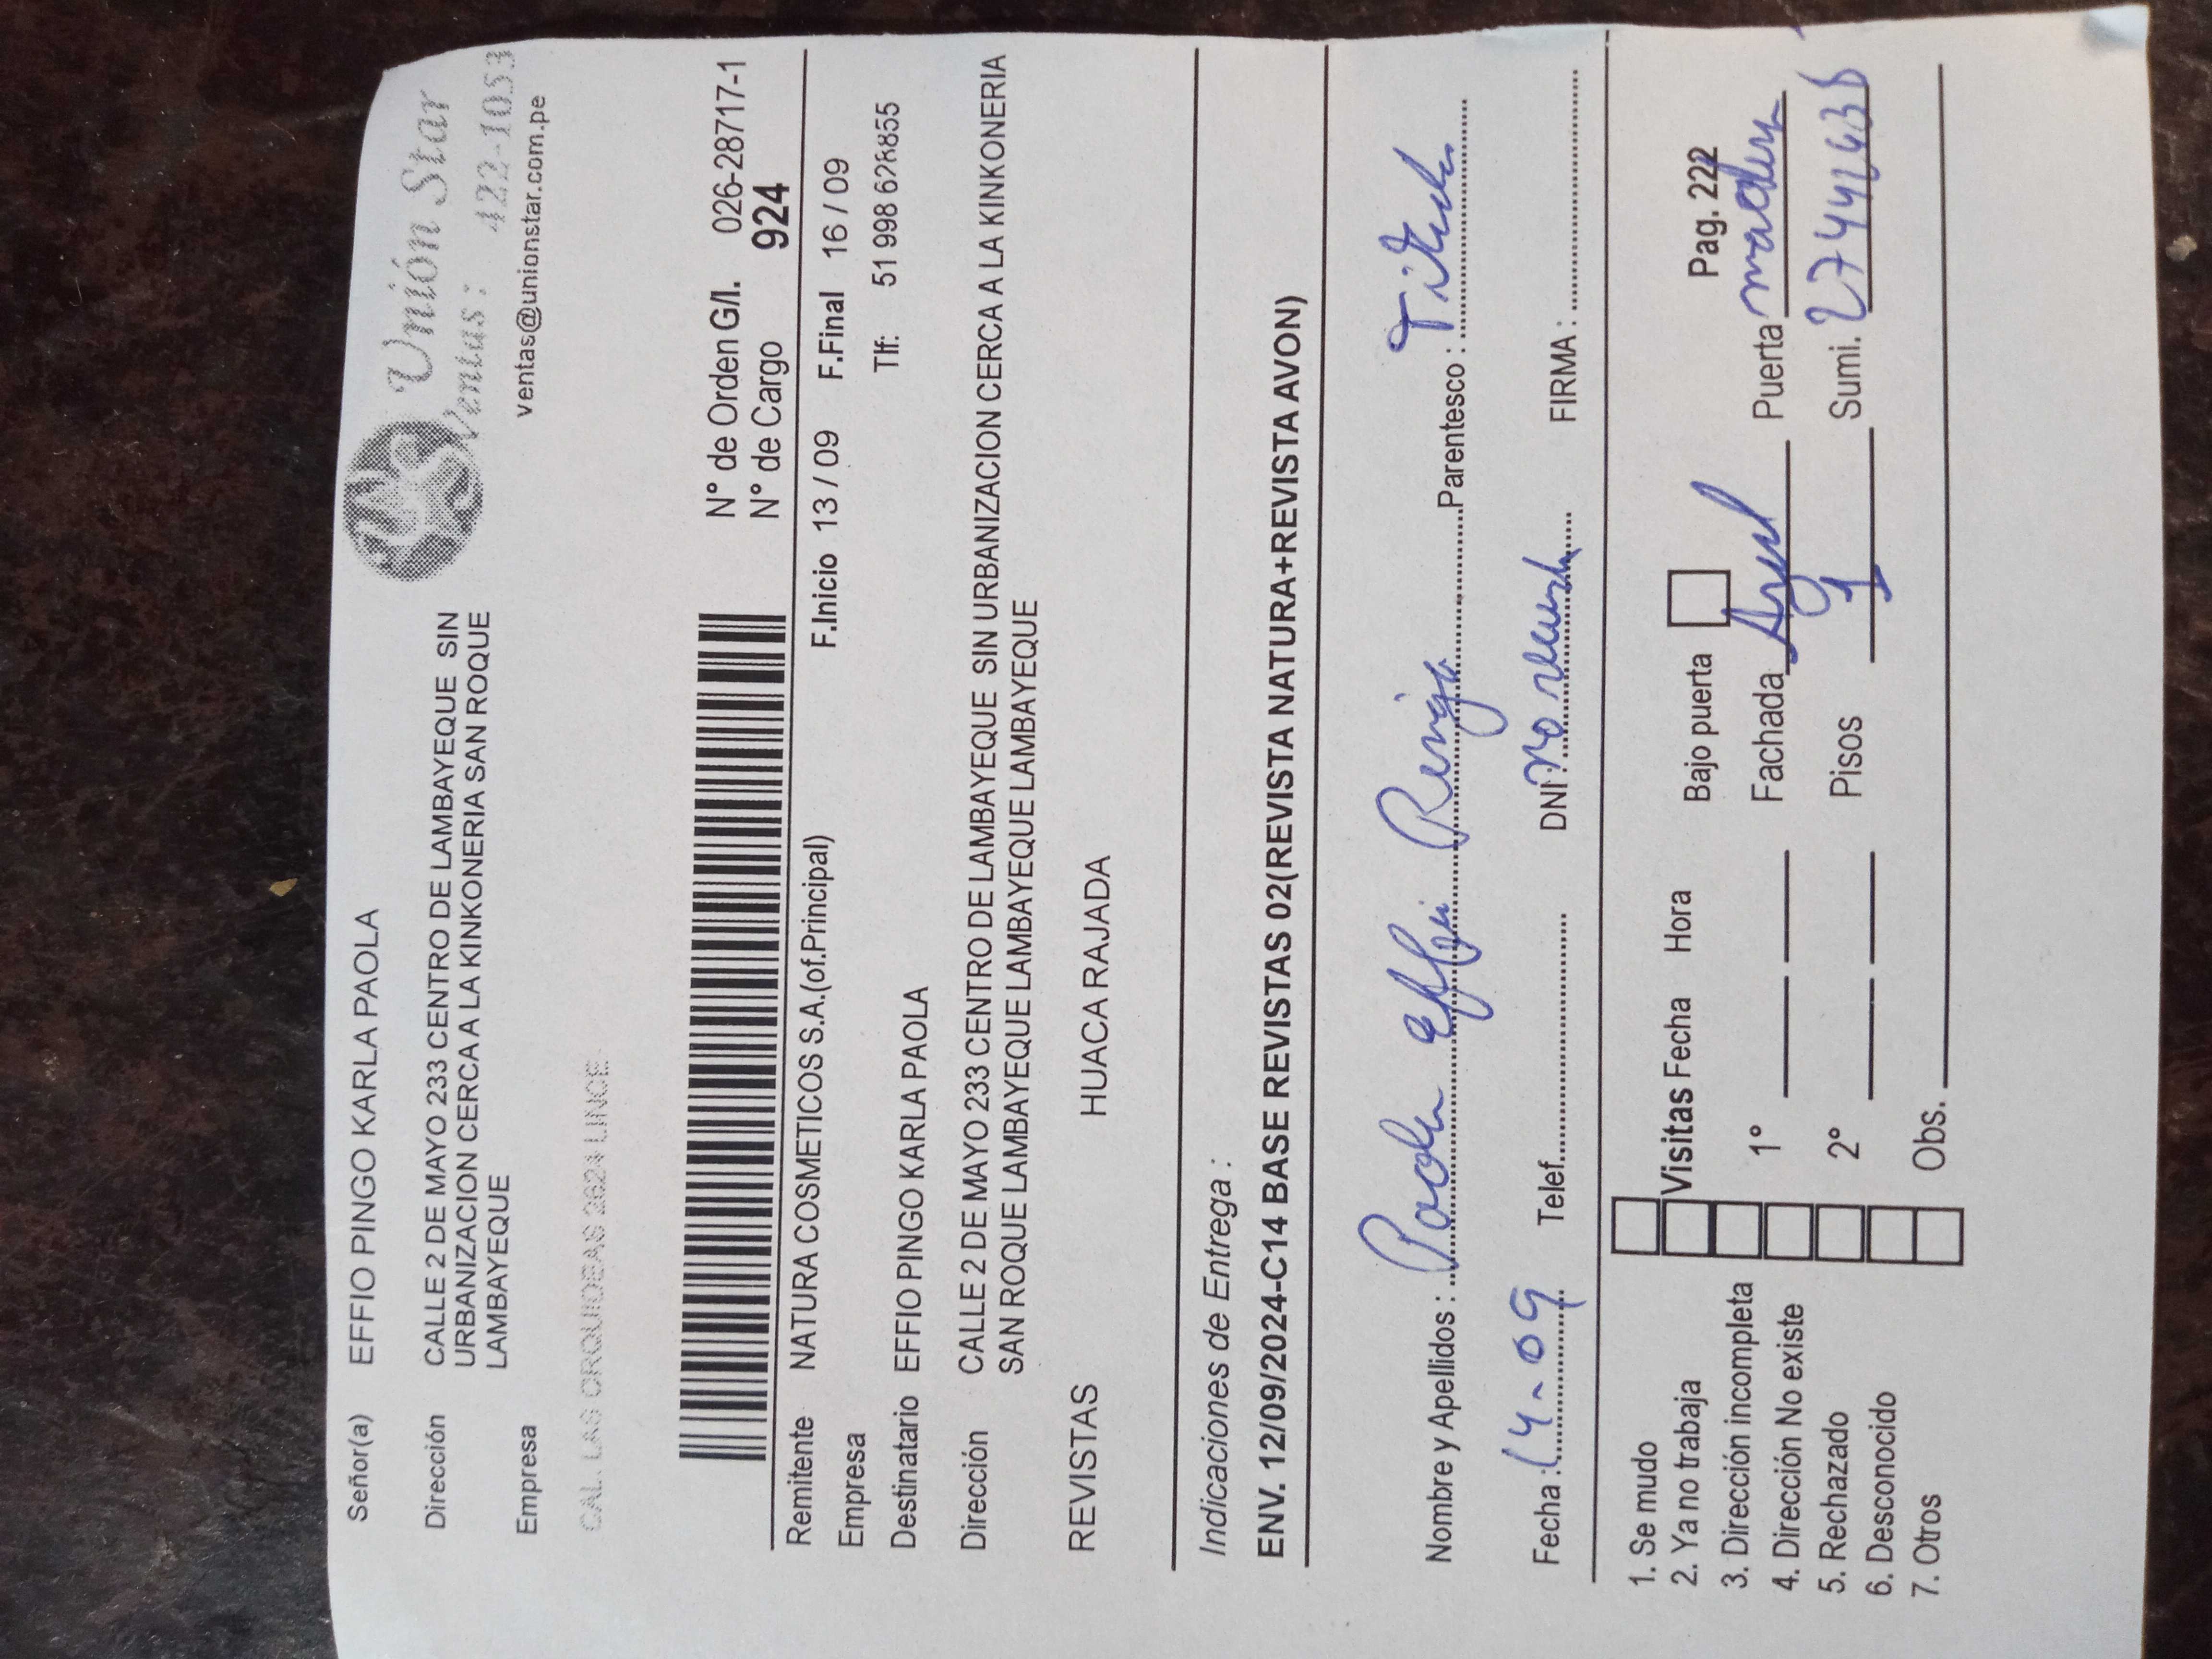 Unión Star
Ventas: 422-1053
ventas@unionstar.com.pe
Señor(a) EFFIO PINGO KARLA PAOLA
Dirección CALLE 2 DE MAYO 233 CENTRO DE LAMBAYEQUE SIN
URBANIZACION CERCA A LA KINKONERIA SAN ROQUE
LAMBAYEQUE
Empresa
CAL. LAS ORQUIDEAS 2624 LINCE
N° de Orden G/I. 026-28717-1
N° de Cargo 924
Remitente NATURA COSMETICOS S.A.(of.Principal) F.Inicio 13 / 09 F.Final 16 / 09
Empresa Tlf: 51 998 628855
Destinatario EFFIO PINGO KARLA PAOLA
Dirección CALLE 2 DE MAYO 233 CENTRO DE LAMBAYEQUE SIN URBANIZACION CERCA A LA KINKONERIA
SAN ROQUE LAMBAYEQUE LAMBAYEQUE LAMBAYEQUE
REVISTAS HUACA RAJADA
Indicaciones de Entrega :
ENV. 12/09/2024-C14 BASE REVISTAS 02(REVISTA NATURA+REVISTA AVON)
Nombre y Apellidos : Paola Effio Parentesco :
Fecha : 14-09 Telef. DNI: no FIRMA :
1. Se mudo
2. Ya no trabaja Visitas Fecha Hora Bajo puerta Pag. 222
3. Dirección incompleta
4. Dirección No existe 1° Fachada Azul Puerta madera
5. Rechazado
6. Desconocido 2° Pisos 1 Sumi.
7. Otros Obs.